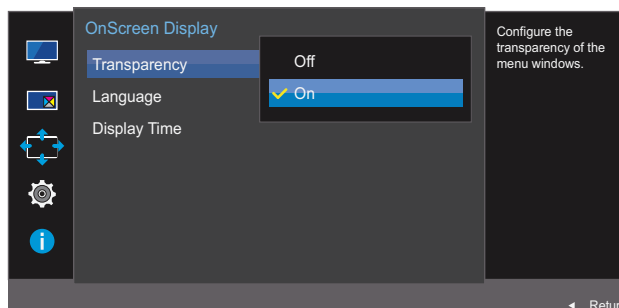 OnScreen Display
Transparency
Language
Display Time
Off
On
Configure the
transparency of the
menu windows.